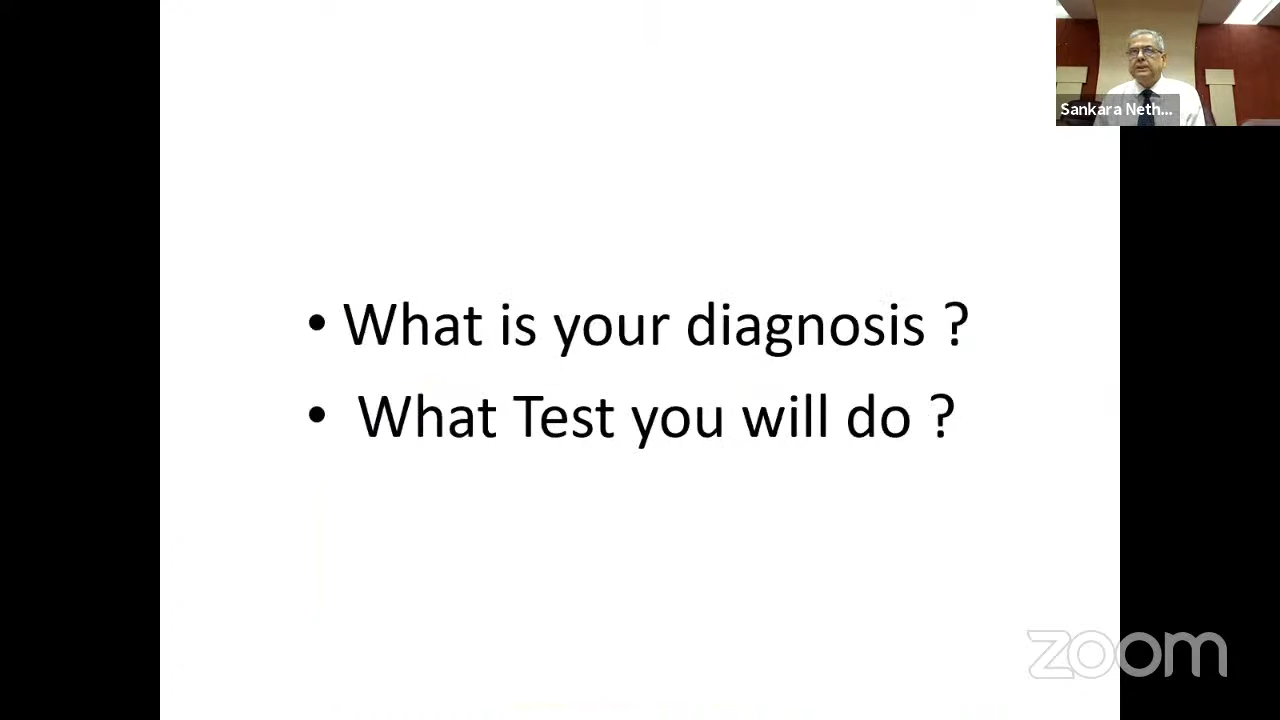 Sankara Neth...
• What is your diagnosis ?
• What Test you will do ?
zoom